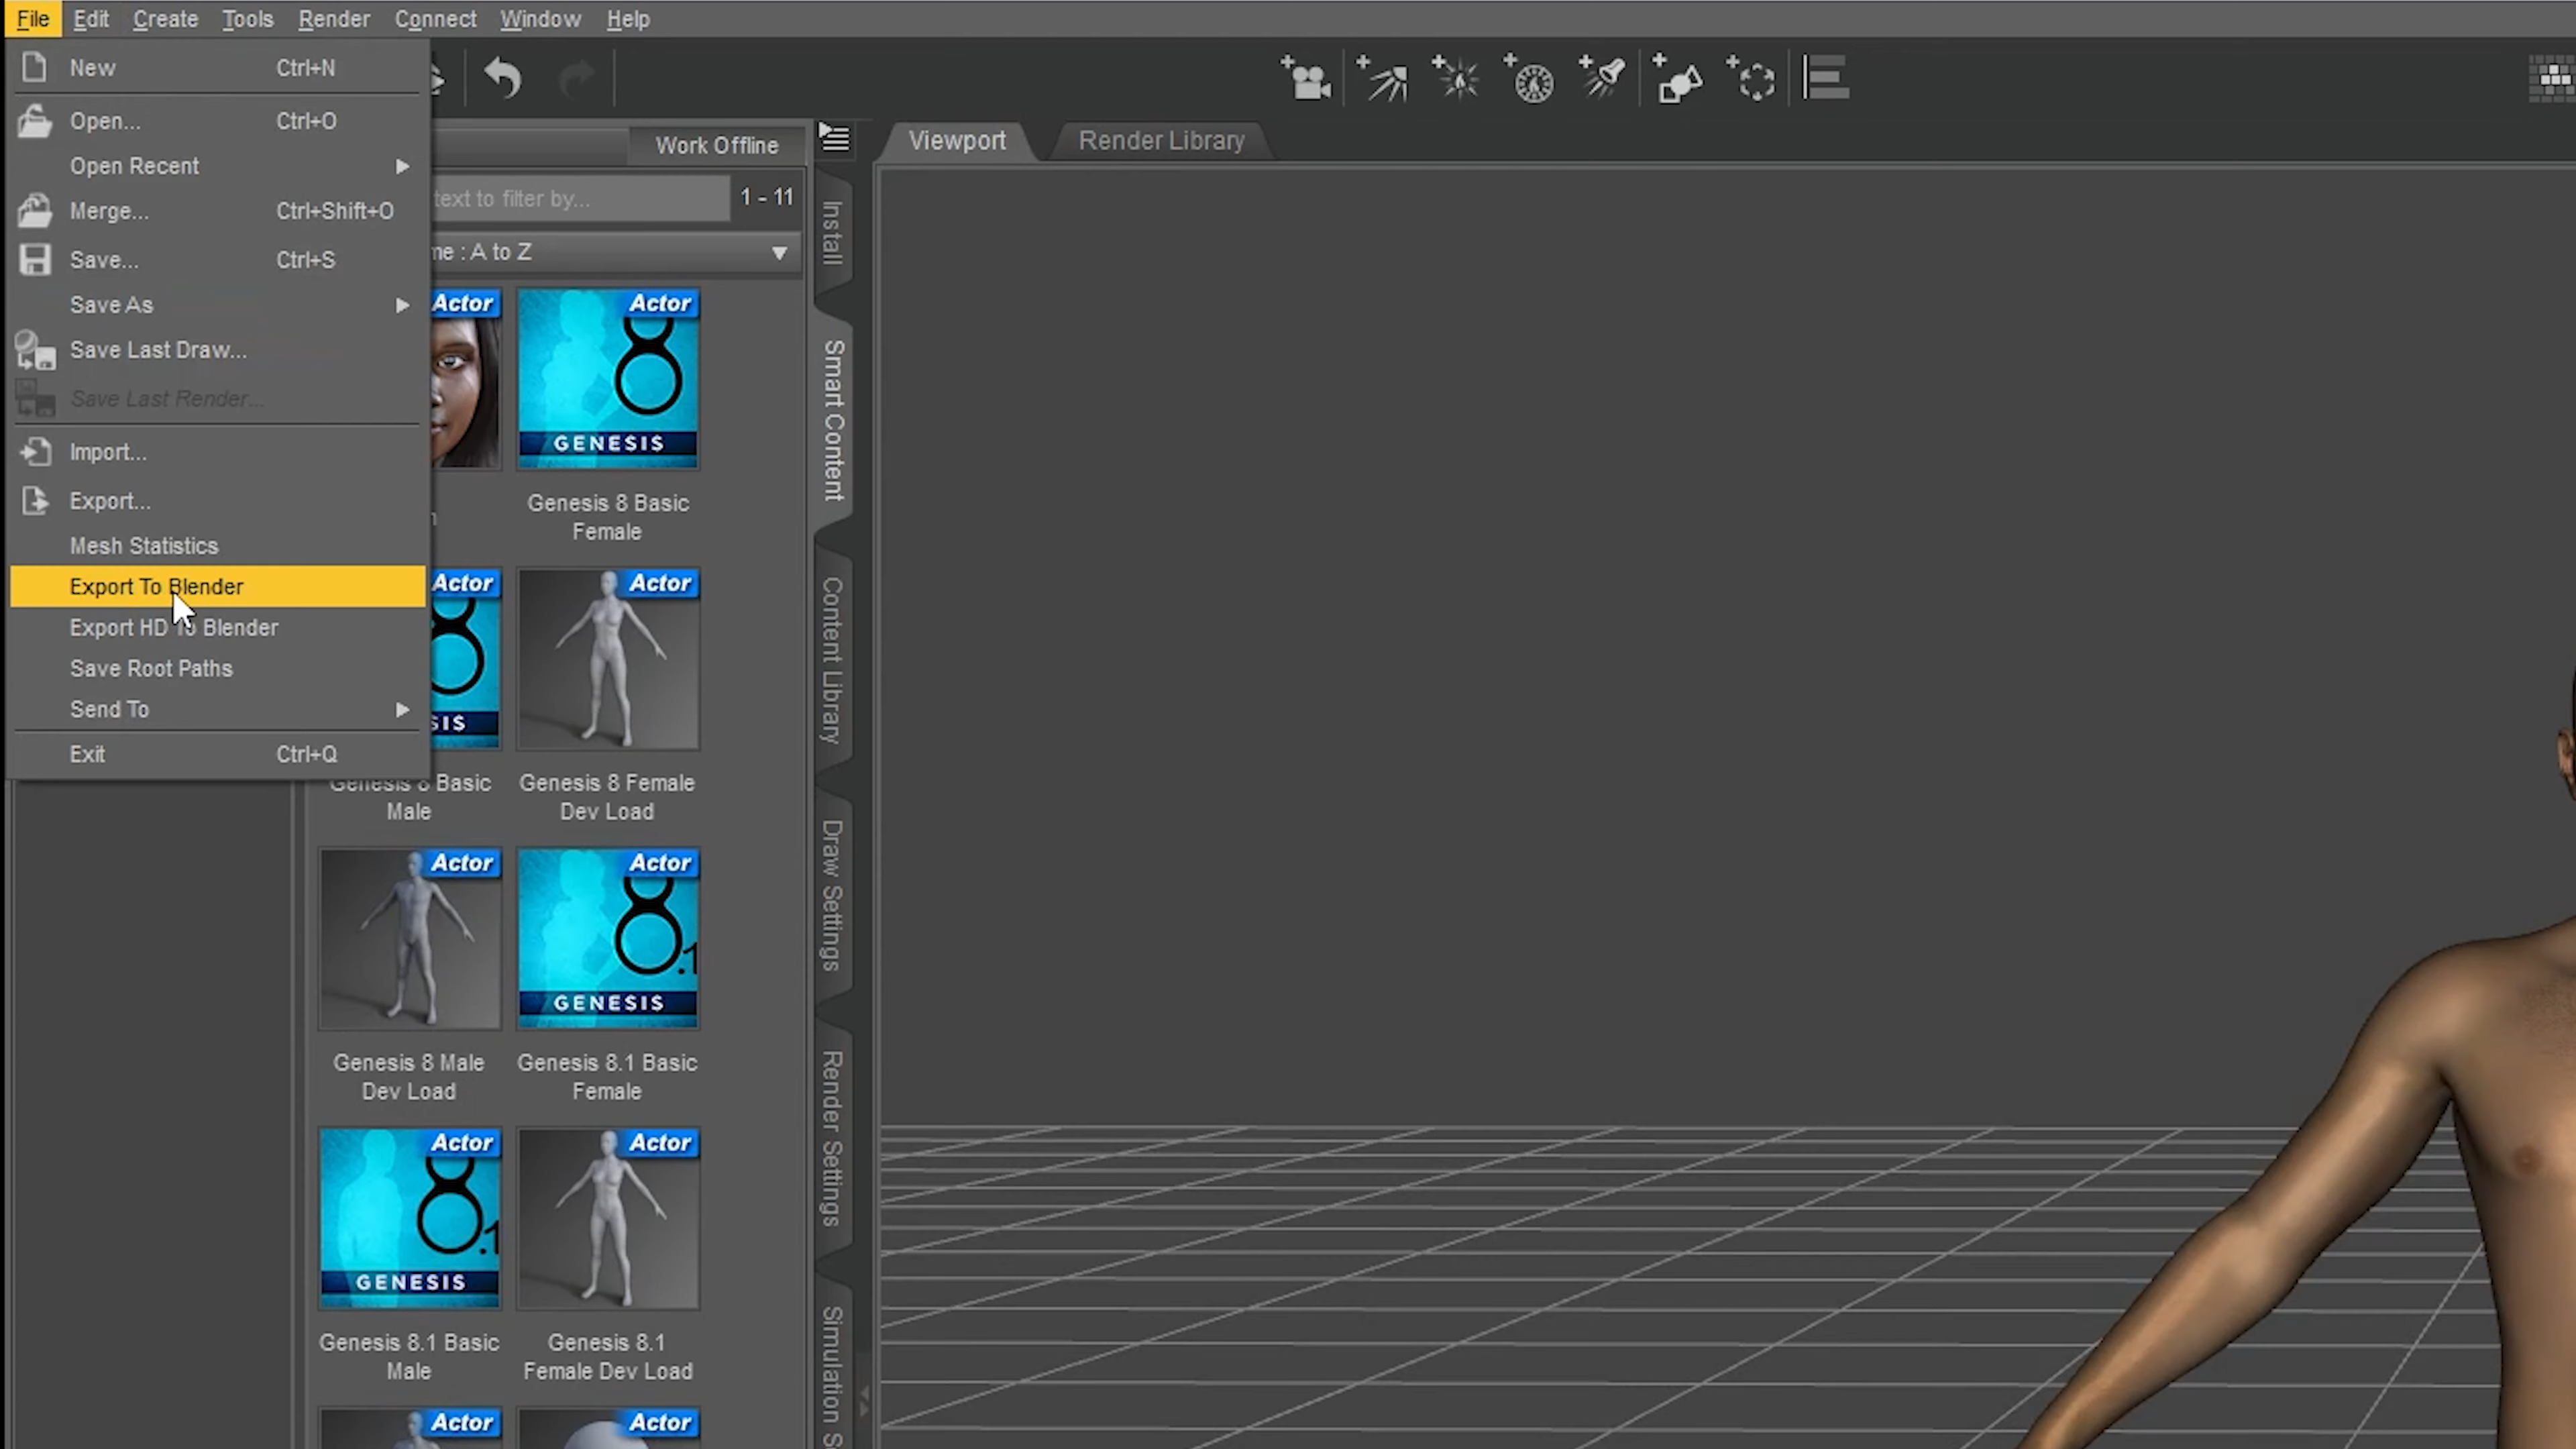 File Edit Create Tools Render Connect Window Help
New Ctrl+N
Open... Ctrl+O
Open Recent
Merge... Ctrl+Shift+O
Save... Ctrl+S
Save As
Save Last Draw...
Save Last Render...
Import...
Export...
Mesh Statistics
Export To Blender
Export HD To Blender
Save Root Paths
Send To
Exit Ctrl+Q
Work Offline
text to filter by... 1 - 11
me : A to Z
Actor
Actor
8
GENESIS
Genesis 8 Basic
Female
Actor
8
SIS
Actor
Genesis 8 Basic
Male
Genesis 8 Female
Dev Load
Actor
Actor
8.1
GENESIS
Genesis 8 Male
Dev Load
Genesis 8.1 Basic
Female
Actor
8.1
GENESIS
Actor
Genesis 8.1 Basic
Male
Genesis 8.1
Female Dev Load
Actor
Actor
Install
Smart Content
Content Library
Draw Settings
Render Settings
Simulation S
Viewport
Render Library